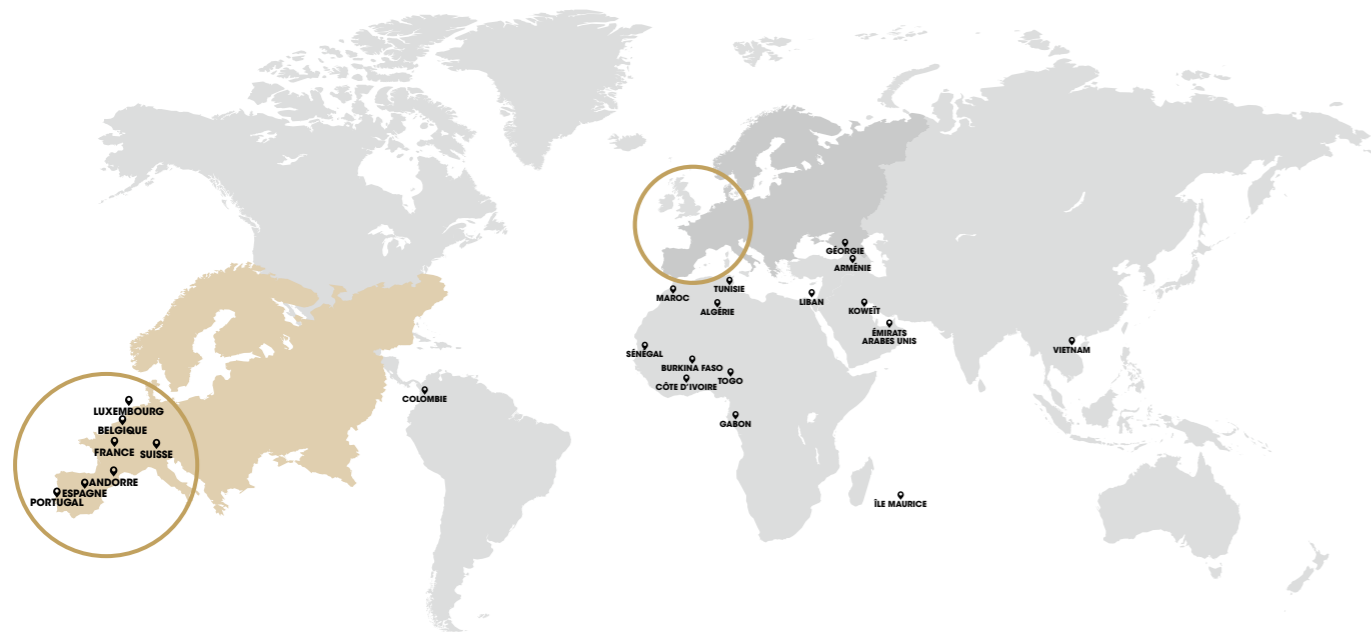 GÉORGIE
ARMÉNIE
TUNISIE
MAROC
ALGÉRIE
LIBAN
KOWEÏT
ÉMIRATS
ARABES UNIS
SÉNÉGAL
BURKINA FASO
CÔTE D'IVOIRE
TOGO
VIETNAM
COLOMBIE
GABON
LUXEMBOURG
BELGIQUE
FRANCE
SUISSE
ANDORRE
ESPAGNE
PORTUGAL
ÎLE MAURICE